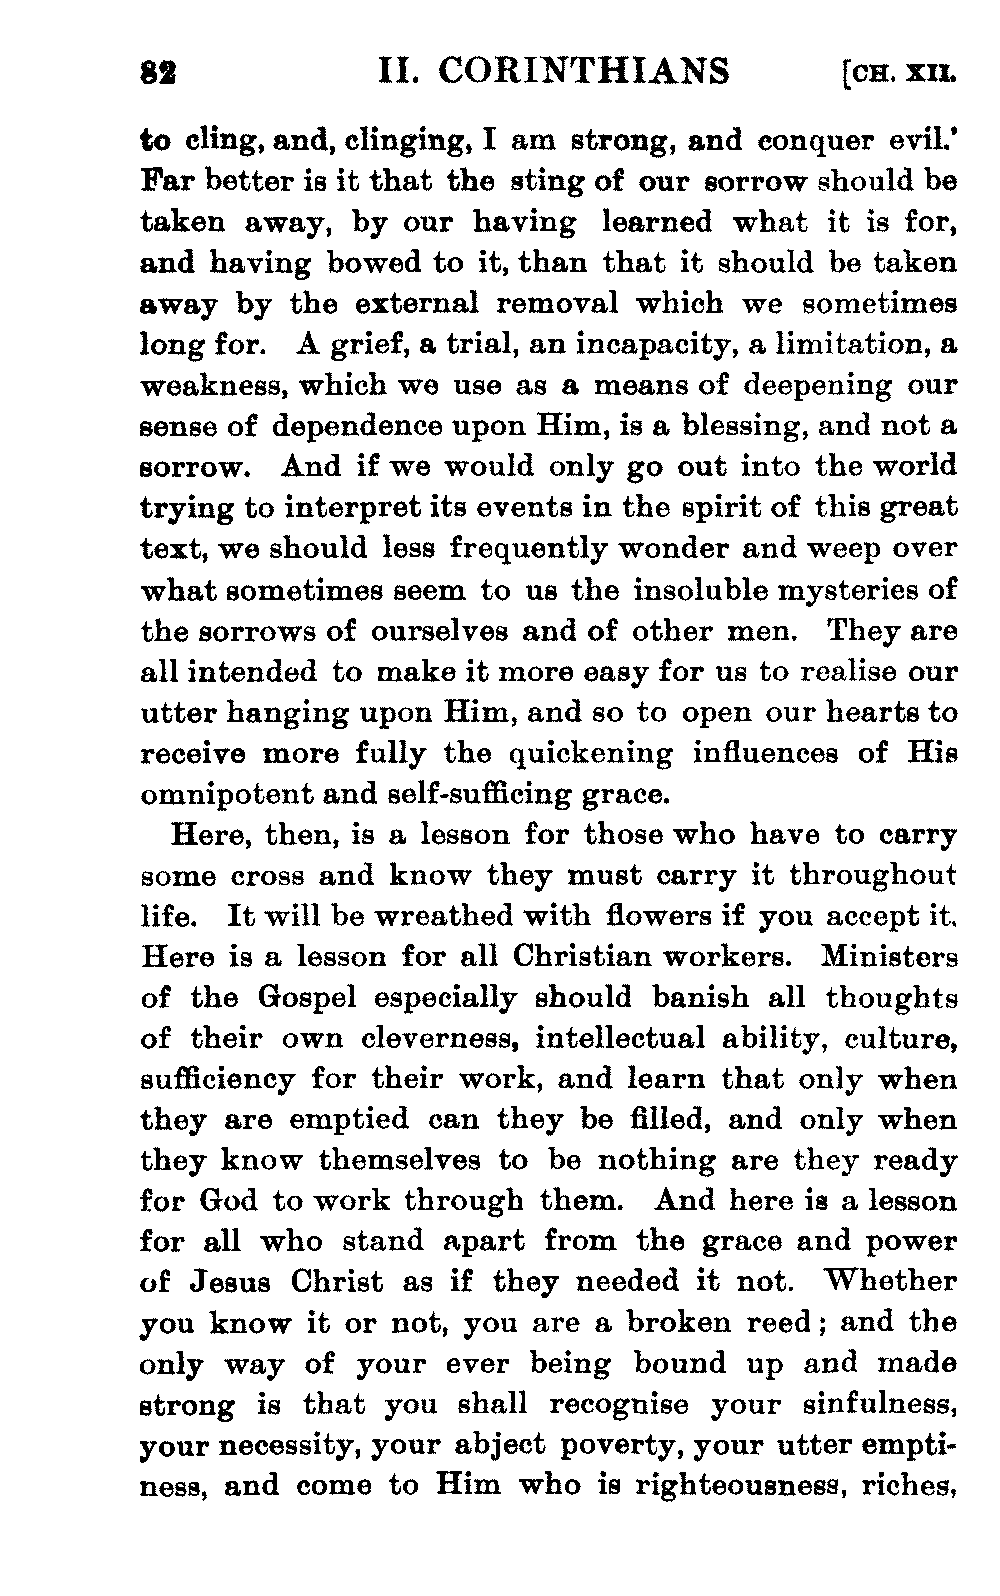 82 II. CORINTHIANS [CH. XII.
to cling, and, clinging, I am strong, and conquer evil.'
Far better is it that the sting of our sorrow should be
taken away, by our having learned what it is for,
and having bowed to it, than that it should be taken
away by the external removal which we sometimes
long for. A grief, a trial, an incapacity, a limitation, a
weakness, which we use as a means of deepening our
sense of dependence upon Him, is a blessing, and not a
sorrow. And if we would only go out into the world
trying to interpret its events in the spirit of this great
text, we should less frequently wonder and weep over
what sometimes seem to us the insoluble mysteries of
the sorrows of ourselves and of other men. They are
all intended to make it more easy for us to realise our
utter hanging upon Him, and so to open our hearts to
receive more fully the quickening influences of His
omnipotent and self-sufficing grace.
Here, then, is a lesson for those who have to carry
some cross and know they must carry it throughout
life. It will be wreathed with flowers if you accept it.
Here is a lesson for all Christian workers. Ministers
of the Gospel especially should banish all thoughts
of their own cleverness, intellectual ability, culture,
sufficiency for their work, and learn that only when
they are emptied can they be filled, and only when
they know themselves to be nothing are they ready
for God to work through them. And here is a lesson
for all who stand apart from the grace and power
of Jesus Christ as if they needed it not. Whether
you know it or not, you are a broken reed; and the
only way of your ever being bound up and made
strong is that you shall recognise your sinfulness,
your necessity, your abject poverty, your utter empti-
ness, and come to Him who is righteousness, riches,